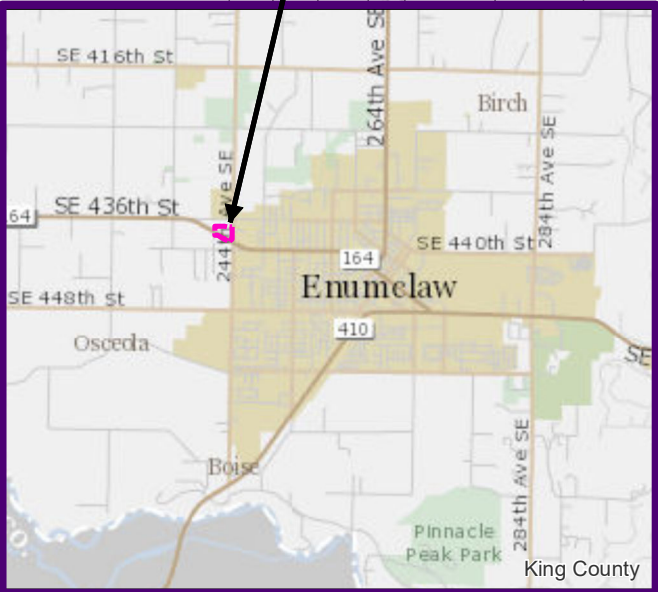 SE 416th St
264th Ave SE
Birch
284th Ave SE
244th Ave SE
64
SE 436th St
SE 440th St
164
Enumclaw
SE 448th St
410
Osceola
SE
Boise
284th Ave SE
Pinnacle
Peak Park
King County